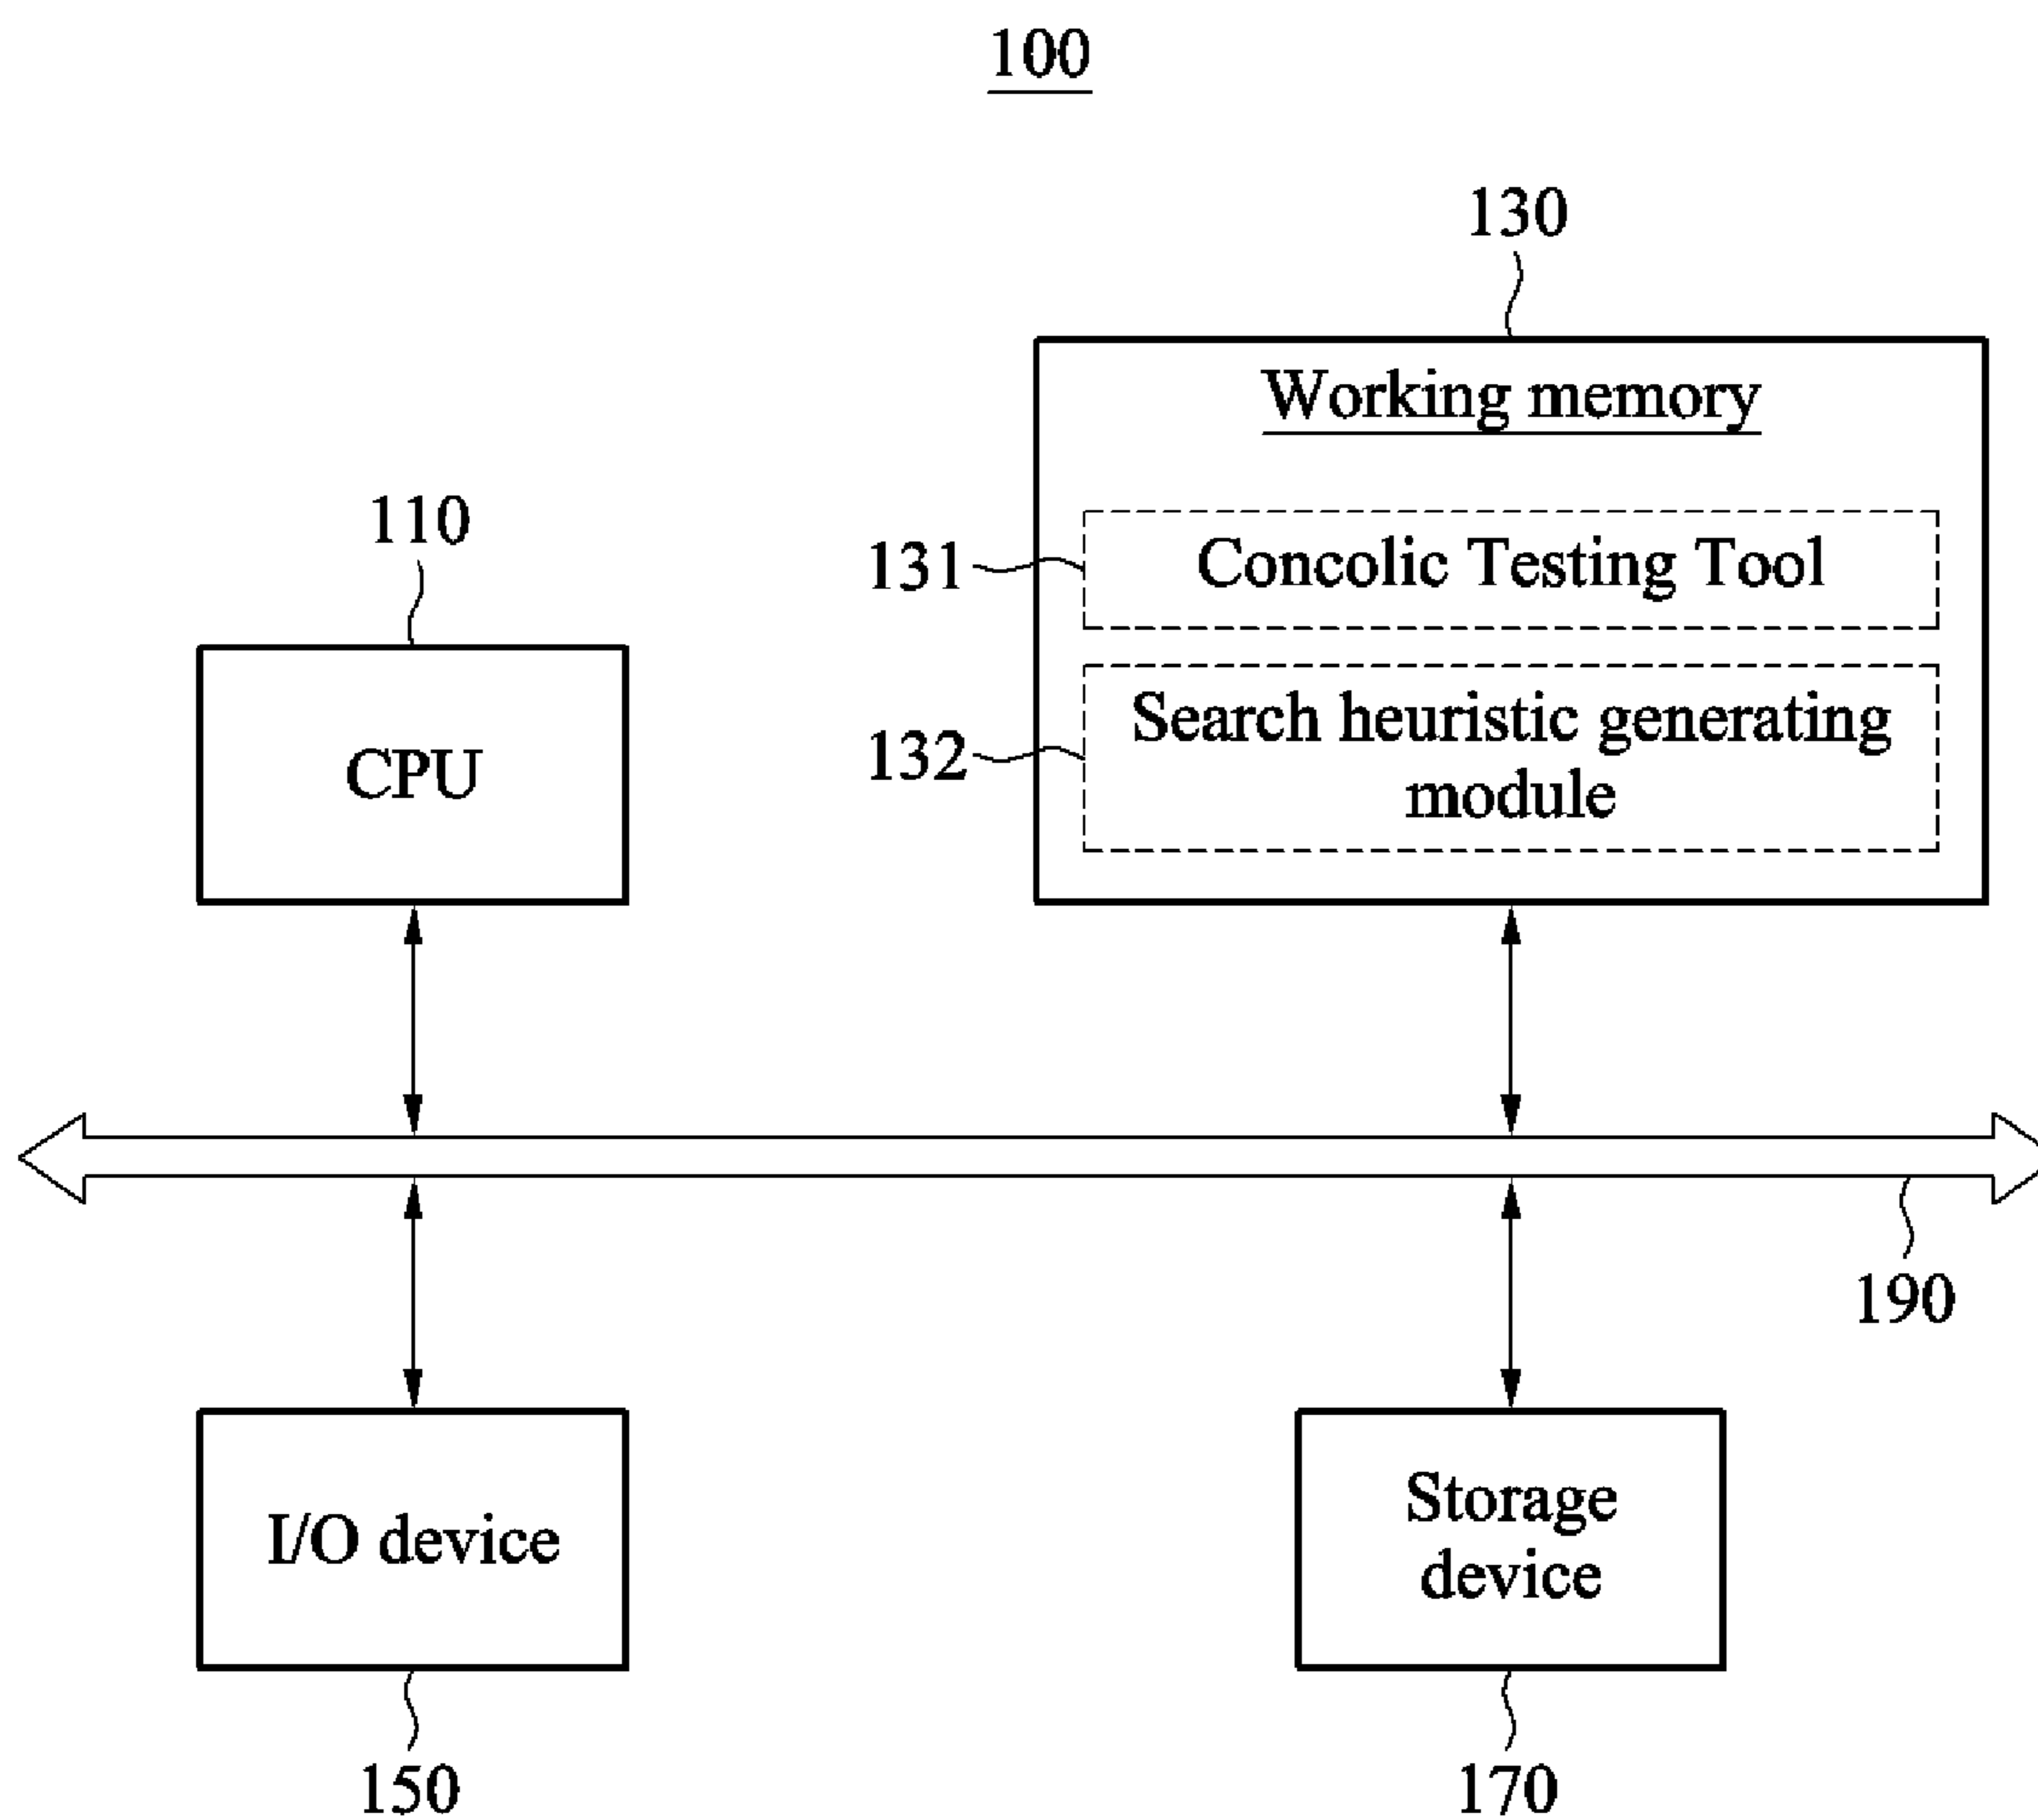 100
130
Working memory
110
131
Concolic Testing Tool
132
Search heuristic generating
module
CPU
190
I/O device
Storage
device
150
170